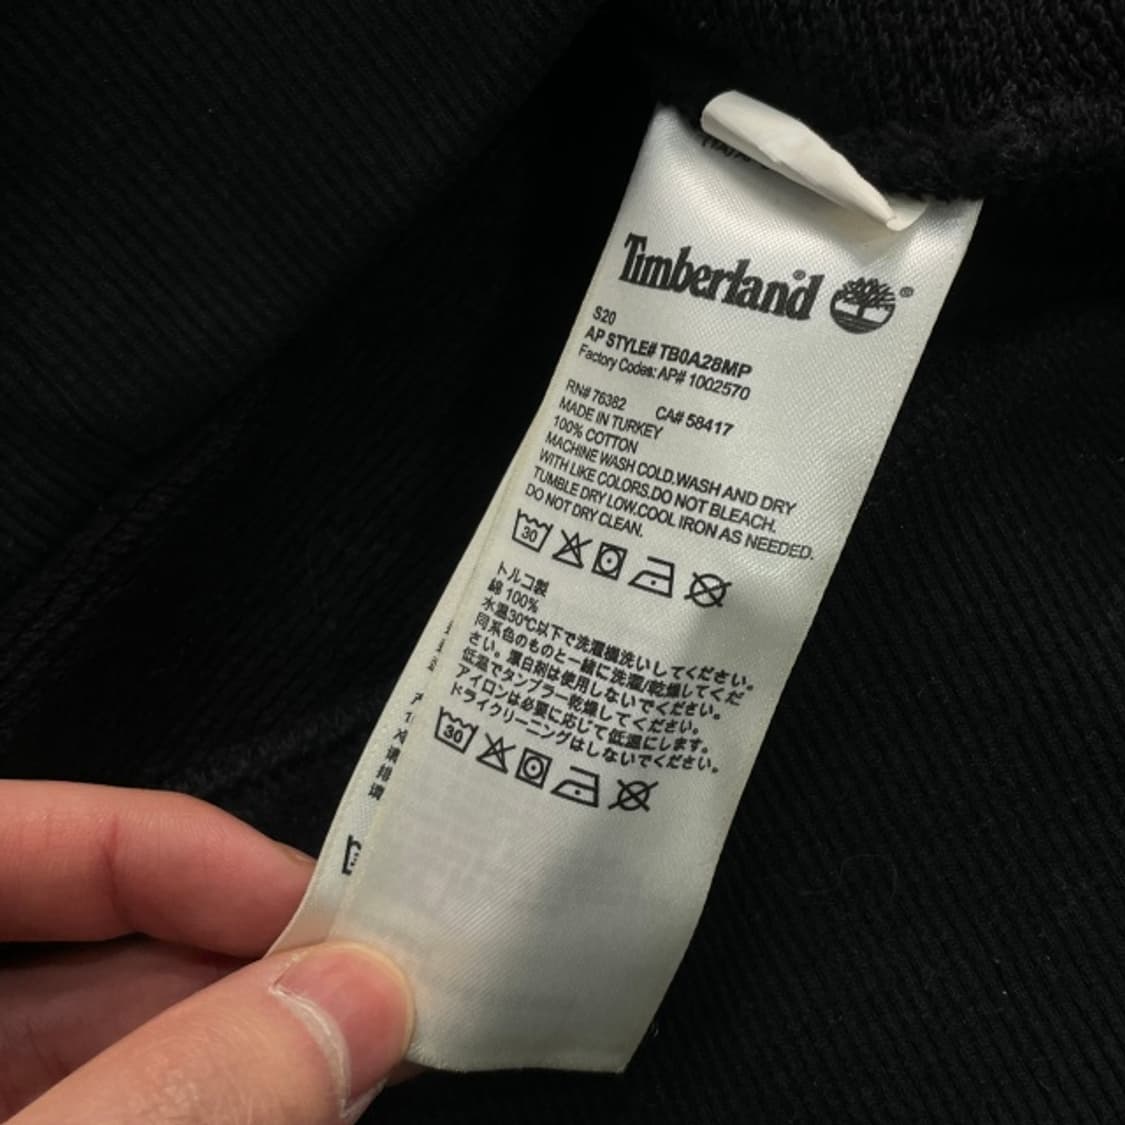 Timberland®
S20
AP STYLE# TB0A28MP
Factory Codes: AP# 1002570
RN# 76382 CA# 58417
MADE IN TURKEY
100% COTTON
MACHINE WASH COLD.WASH AND DRY
WITH LIKE COLORS.DO NOT BLEACH.
TUMBLE DRY LOW.COOL IRON AS NEEDED.
DO NOT DRY CLEAN.
30
トルコ製
綿 100%
水温30℃以下で洗濯機洗いしてください。
同系色のものと一緒に洗濯/乾燥してくだ
さい。漂白剤は使用しないでください。
低温でタンブラー乾燥してください。
アイロンは必要に応じて低温にします。
ドライクリーニングはしないでください。
30